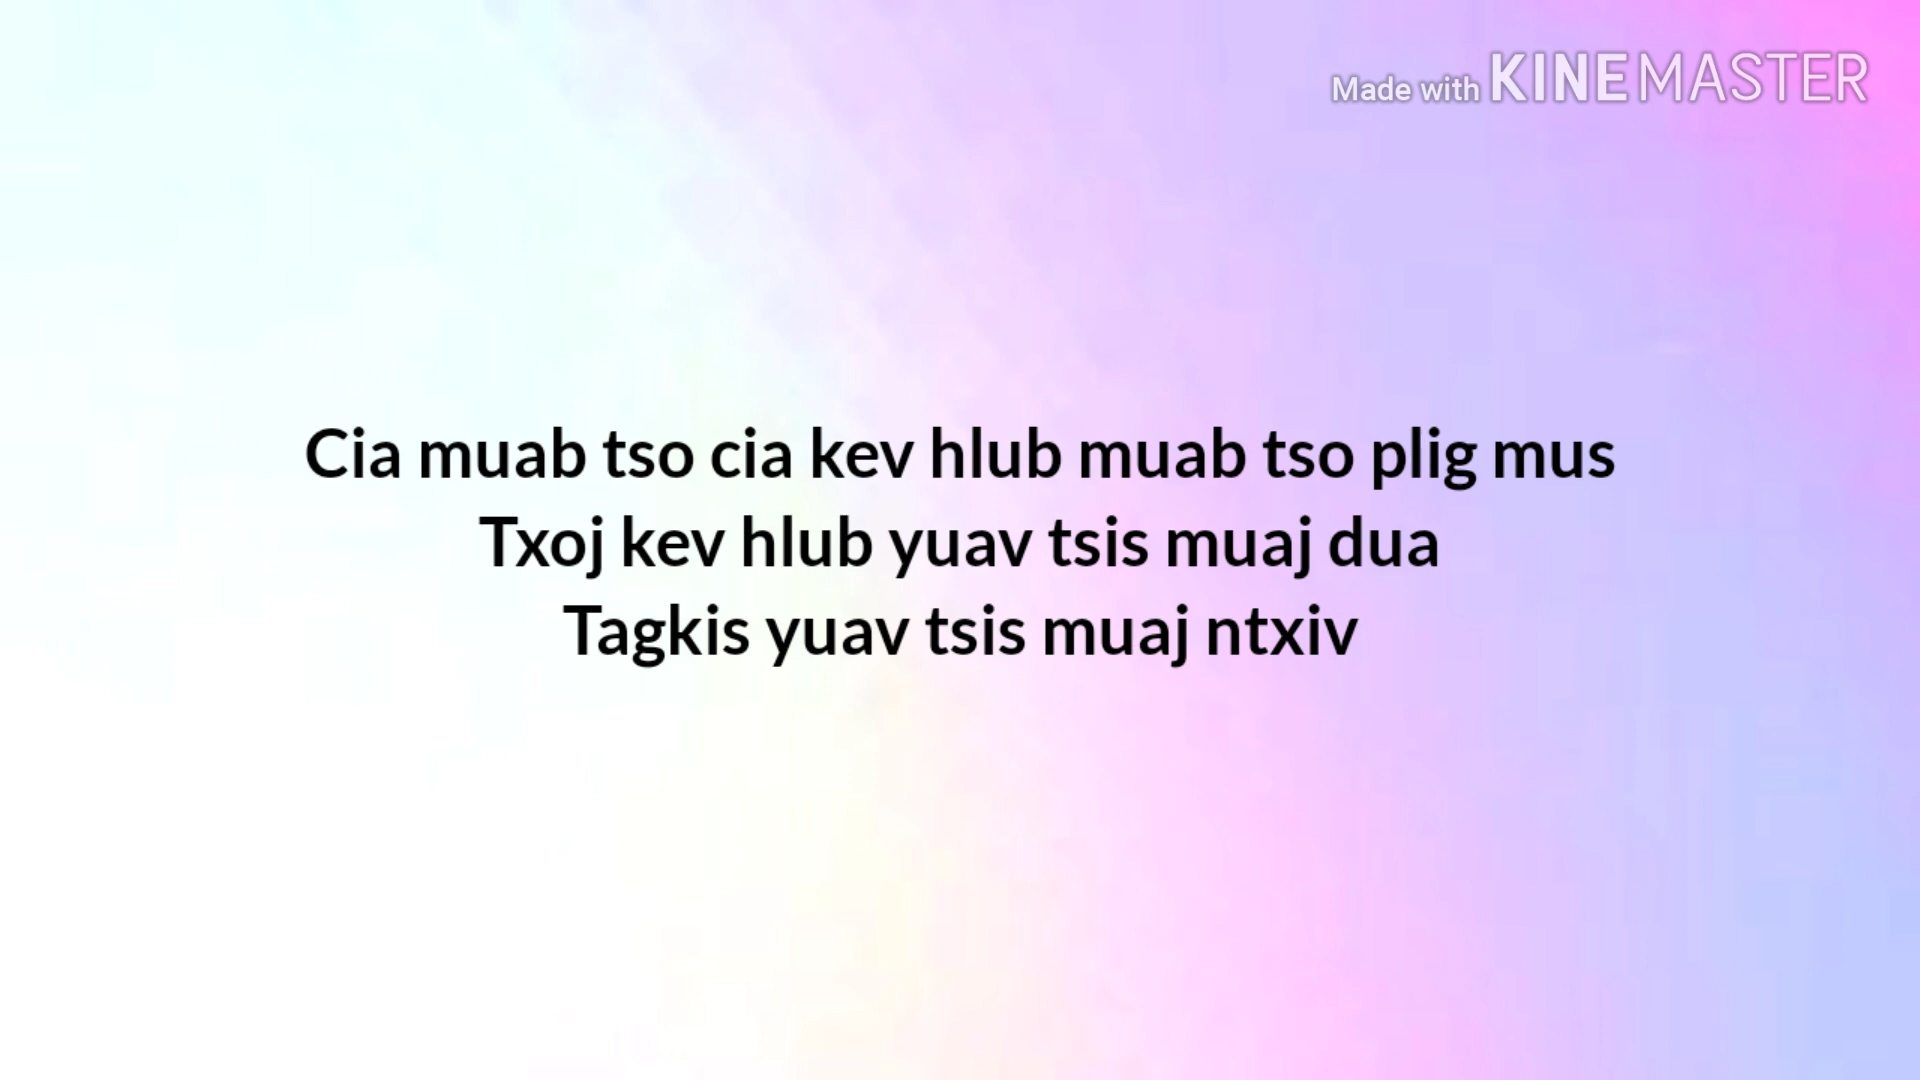 Made with KINEMASTER
Cia muab tso cia kev hlub muab tso plig mus
Txoj kev hlub yuav tsis muaj dua
Tagkis yuav tsis muaj ntxiv